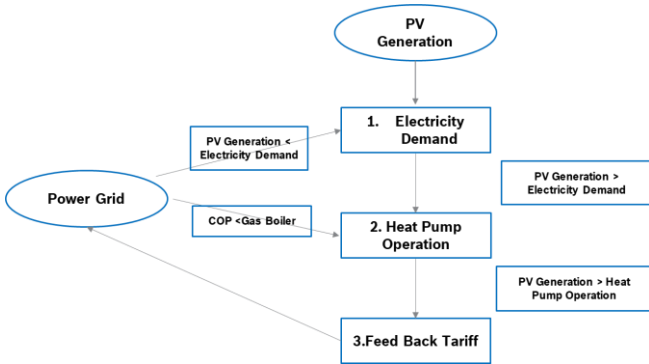 PV
Generation
1. Electricity
Demand
PV Generation <
Electricity Demand
PV Generation >
Electricity Demand
Power Grid
COP <Gas Boiler
2. Heat Pump
Operation
PV Generation > Heat
Pump Operation
3.Feed Back Tariff